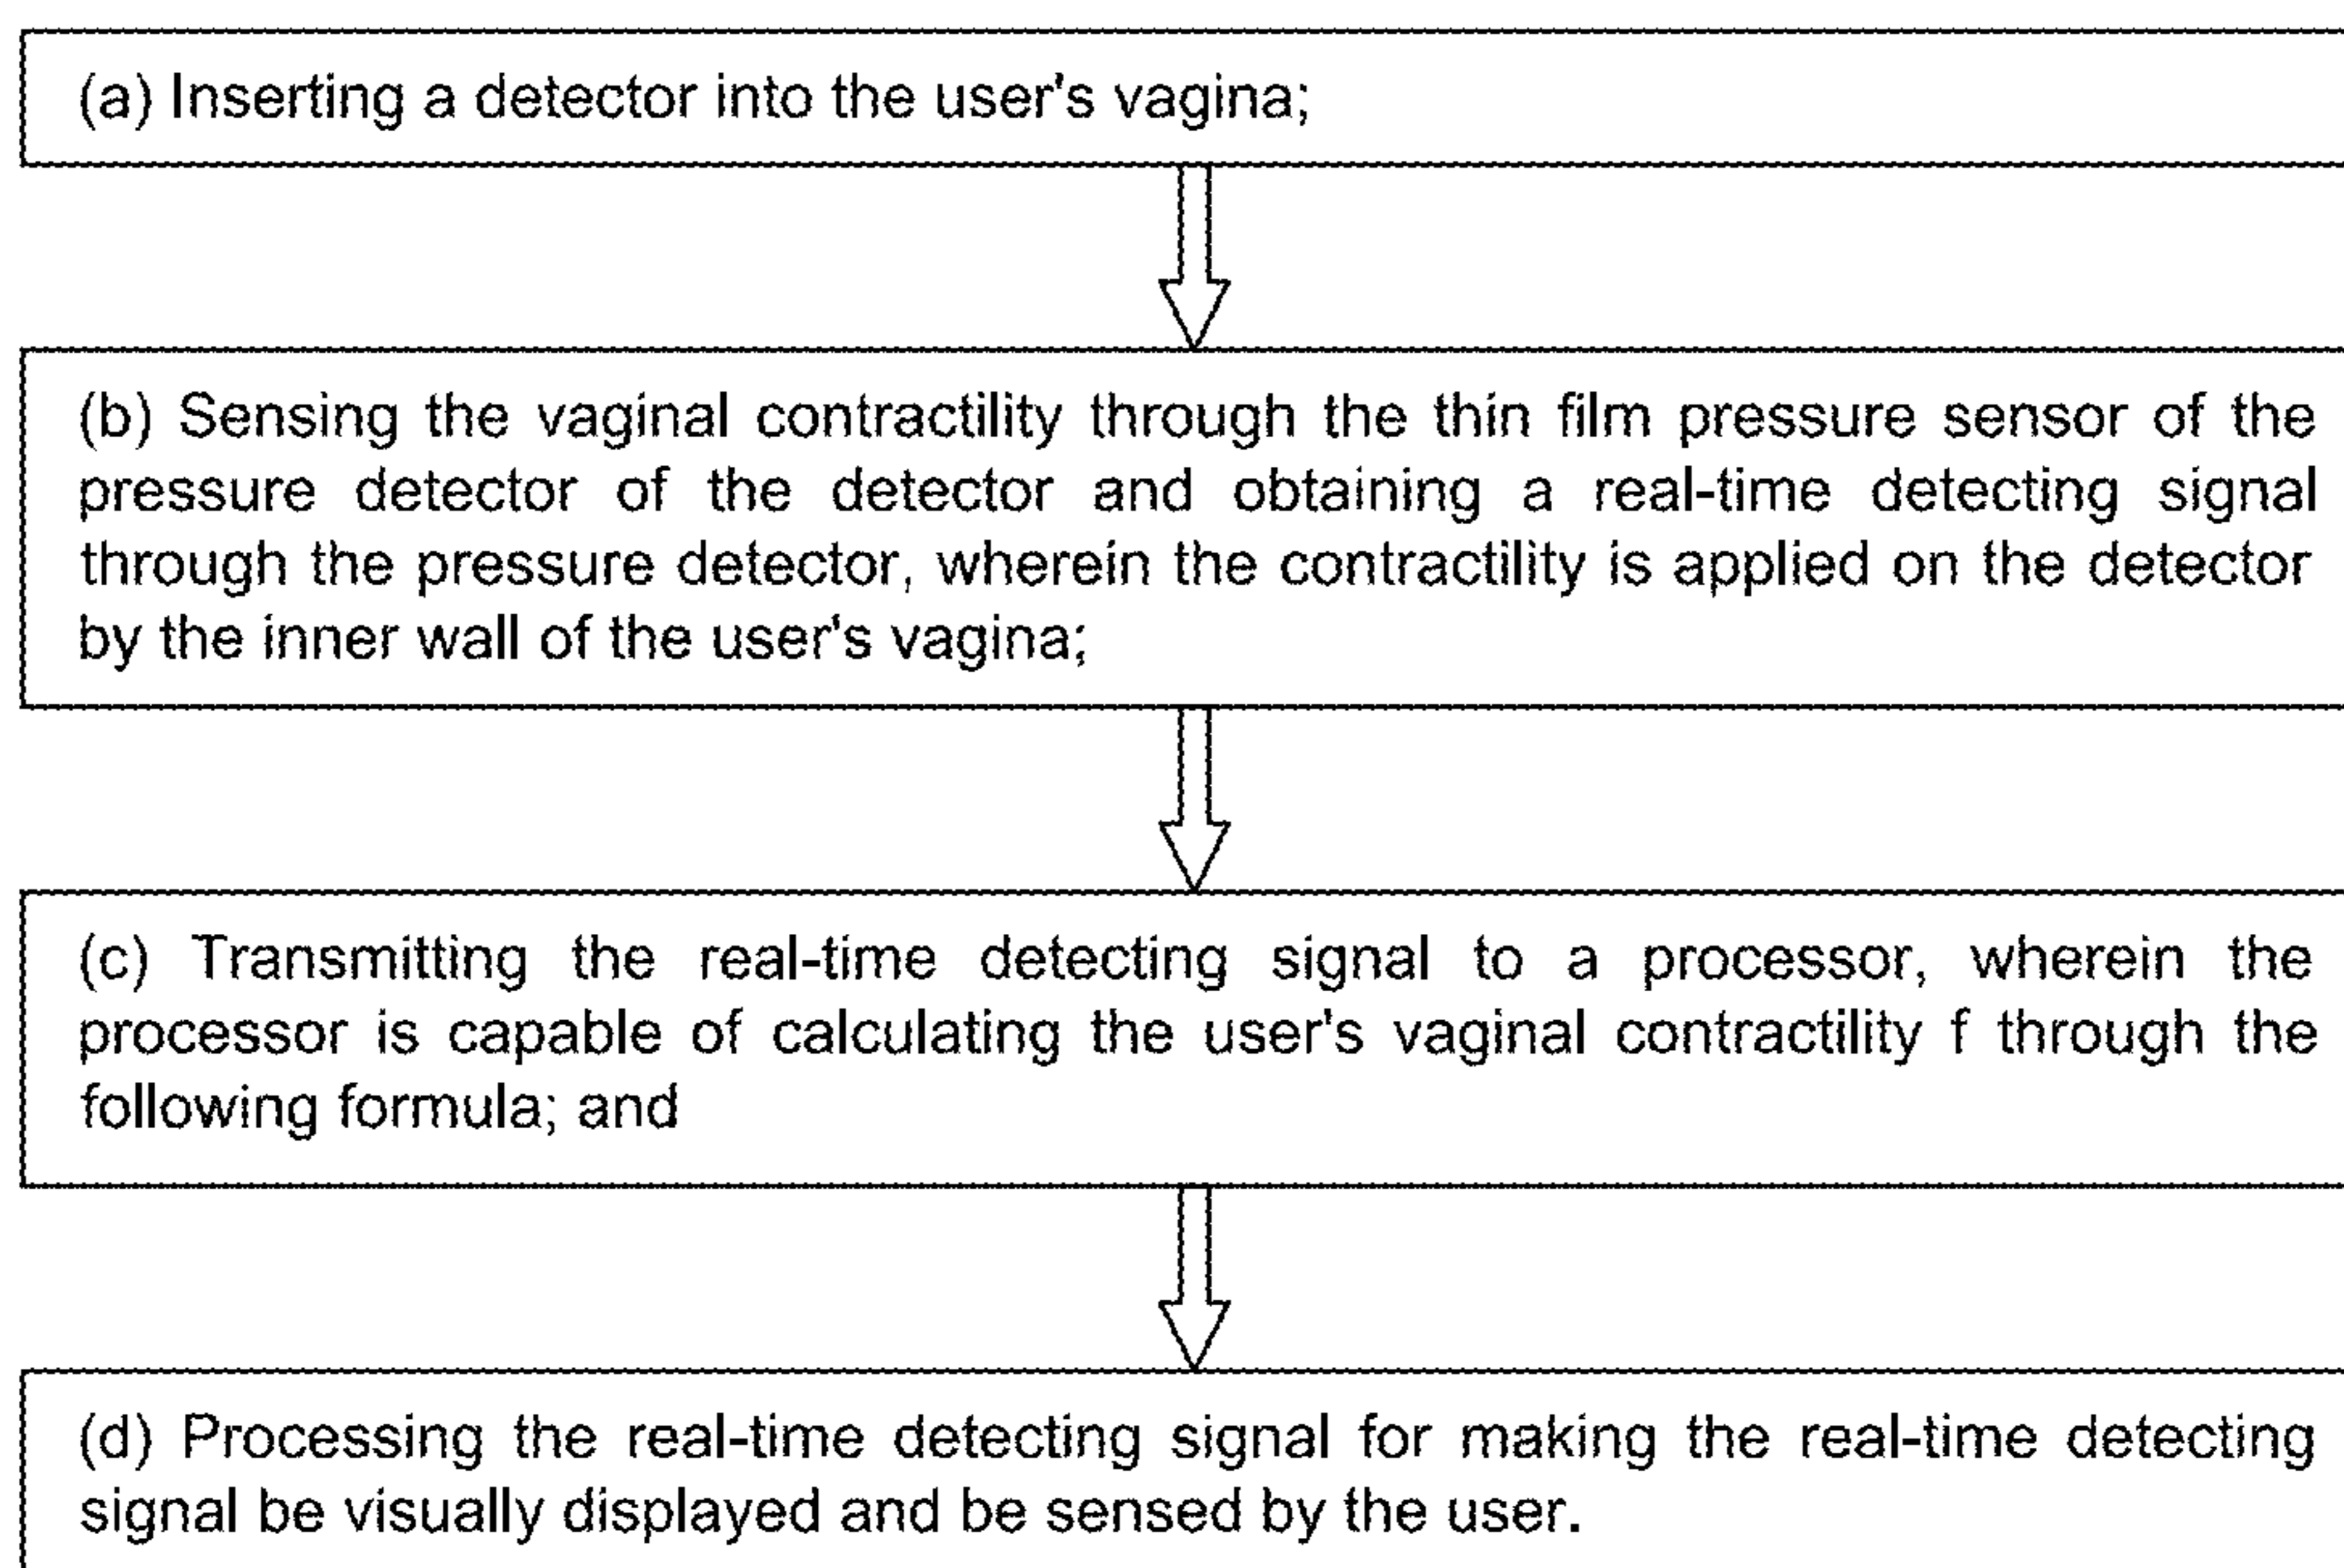 (a) Inserting a detector into the user's vagina;
(b) Sensing the vaginal contractility through the thin film pressure sensor of the
pressure detector of the detector and obtaining a real-time detecting signal
through the pressure detector, wherein the contractility is applied on the detector
by the inner wall of the user's vagina;
(c) Transmitting the real-time detecting signal to a processor, wherein the
processor is capable of calculating the user's vaginal contractility f through the
following formula; and
(d) Processing the real-time detecting signal for making the real-time detecting
signal be visually displayed and be sensed by the user.